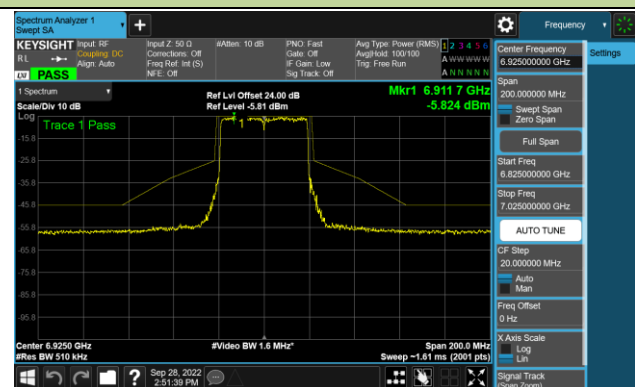 Spectrum Analyzer 1
Swept SA
Frequency
KEYSIGHT
RL
LXI
PASS
Input: RF
Coupling: DC
Align: Auto
Input Z: 50 Ω
Corrections: Off
Freq Ref: Int (S)
NFE: Off
#Atten: 10 dB
PNO: Fast
Gate: Off
IF Gain: Low
Sig Track: Off
Avg Type: Power (RMS)
Avg|Hold: 100/100
Trig: Free Run
1 2 3 4 5 6
A W W W W W
A N N N N N
Center Frequency
6.925000000 GHz
Settings
Span
200.000000 MHz
Swept Span
Zero Span
Full Span
Start Freq
6.825000000 GHz
Stop Freq
7.025000000 GHz
AUTO TUNE
CF Step
20.000000 MHz
Auto
Man
Freq Offset
0 Hz
X Axis Scale
Log
Lin
Signal Track
(Span Zoom)
1 Spectrum
Scale/Div 10 dB
Ref Lvl Offset 24.00 dB
Ref Level -5.81 dBm
Mkr1 6.911 7 GHz
-5.824 dBm
Log
Trace 1 Pass
1
-15.8
-25.8
-35.8
-45.8
-55.8
-65.8
-75.8
-85.8
-95.8
Center 6.9250 GHz
#Res BW 510 kHz
#Video BW 1.6 MHz*
Span 200.0 MHz
Sweep ~1.61 ms (2001 pts)
?
Sep 28, 2022
2:51:39 PM